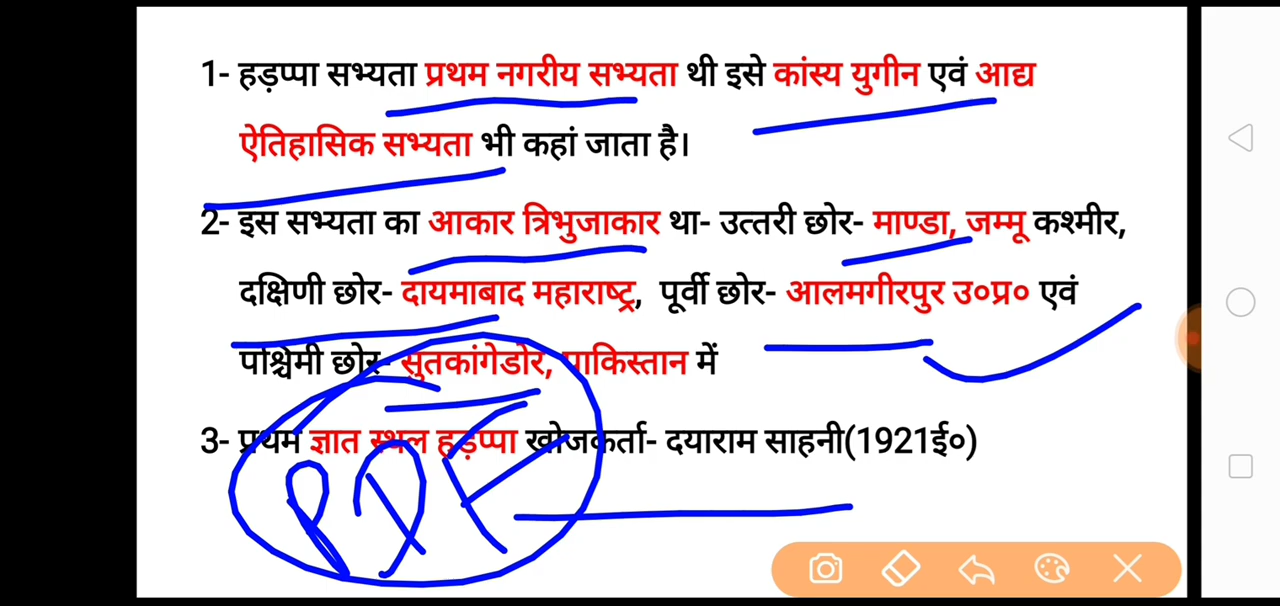 1- हड़प्पा सभ्यता प्रथम नगरीय सभ्यता थी इसे कांस्य युगीन एवं आद्य
ऐतिहासिक सभ्यता भी कहां जाता है।
2- इस सभ्यता का आकार त्रिभुजाकार था- उत्तरी छोर- माण्डा, जम्मू कश्मीर,
दक्षिणी छोर- दायमाबाद महाराष्ट्र, पूर्वी छोर- आलमगीरपुर उ०प्र० एवं
पश्चिमी छोर- सुतकांगेडोर, पाकिस्तान में
3- प्रथम ज्ञात स्थल हड़प्पा खोजकर्ता- दयाराम साहनी(1921ई०)
PDF